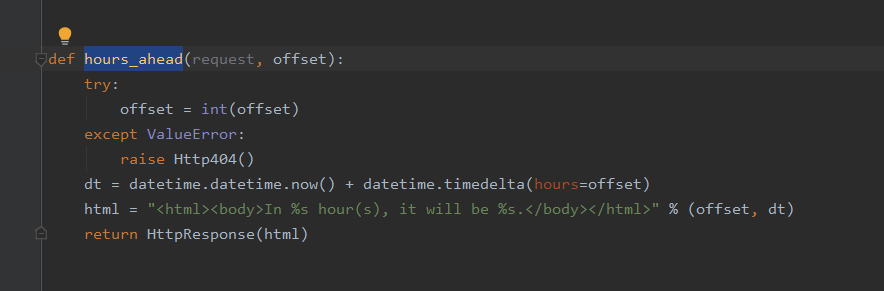 def hours_ahead(request, offset):
    try:
        offset = int(offset)
    except ValueError:
        raise Http404()
    dt = datetime.datetime.now() + datetime.timedelta(hours=offset)
    html = "<html><body>In %s hour(s), it will be %s.</body></html>" % (offset, dt)
    return HttpResponse(html)